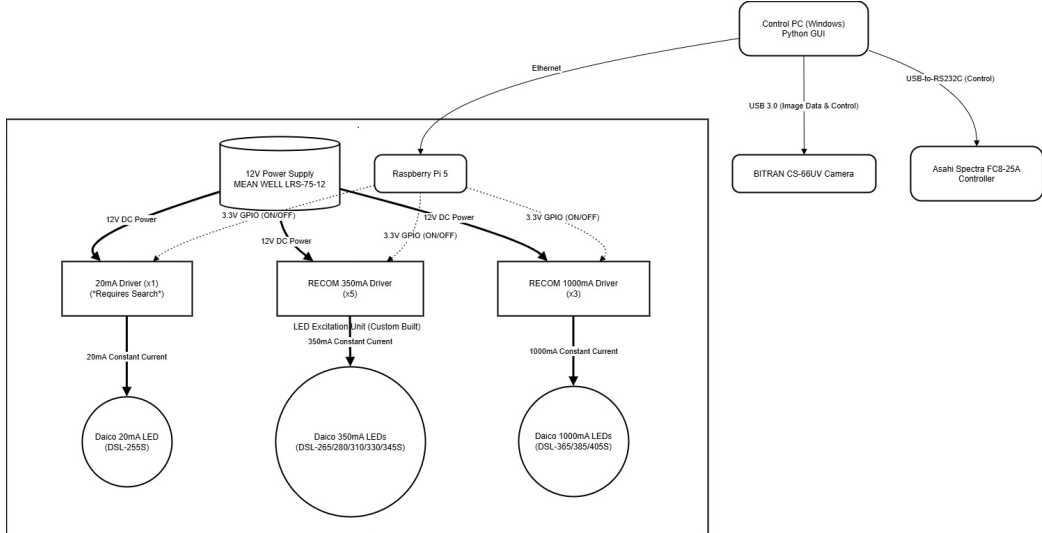 Control PC (Windows)
Python GUI
Ethernet
USB-to-RS232C (Control)
USB 3.0 (Image Data & Control)
12V Power Supply
MEAN WELL LRS-75-12
Raspberry Pi 5
BITRAN CS-66UV Camera
Asahi Spectra FC8-25A
Controller
12V DC Power
3.3V GPIO (ON/OFF)
12V DC Power
3.3V GPIO (ON/OFF)
12V DC Power
3.3V GPIO (ON/OFF)
20mA Driver (x1)
(*Requires Search*)
RECOM 350mA Driver
(x5)
RECOM 1000mA Driver
(x3)
LED Excitation Unit (Custom Built)
20mA Constant Current
350mA Constant Current
1000mA Constant Current
Daico 20mA LED
(DSL-255S)
Daico 350mA LEDs
(DSL-265/280/310/330/345S)
Daico 1000mA LEDs
(DSL-365/385/405S)